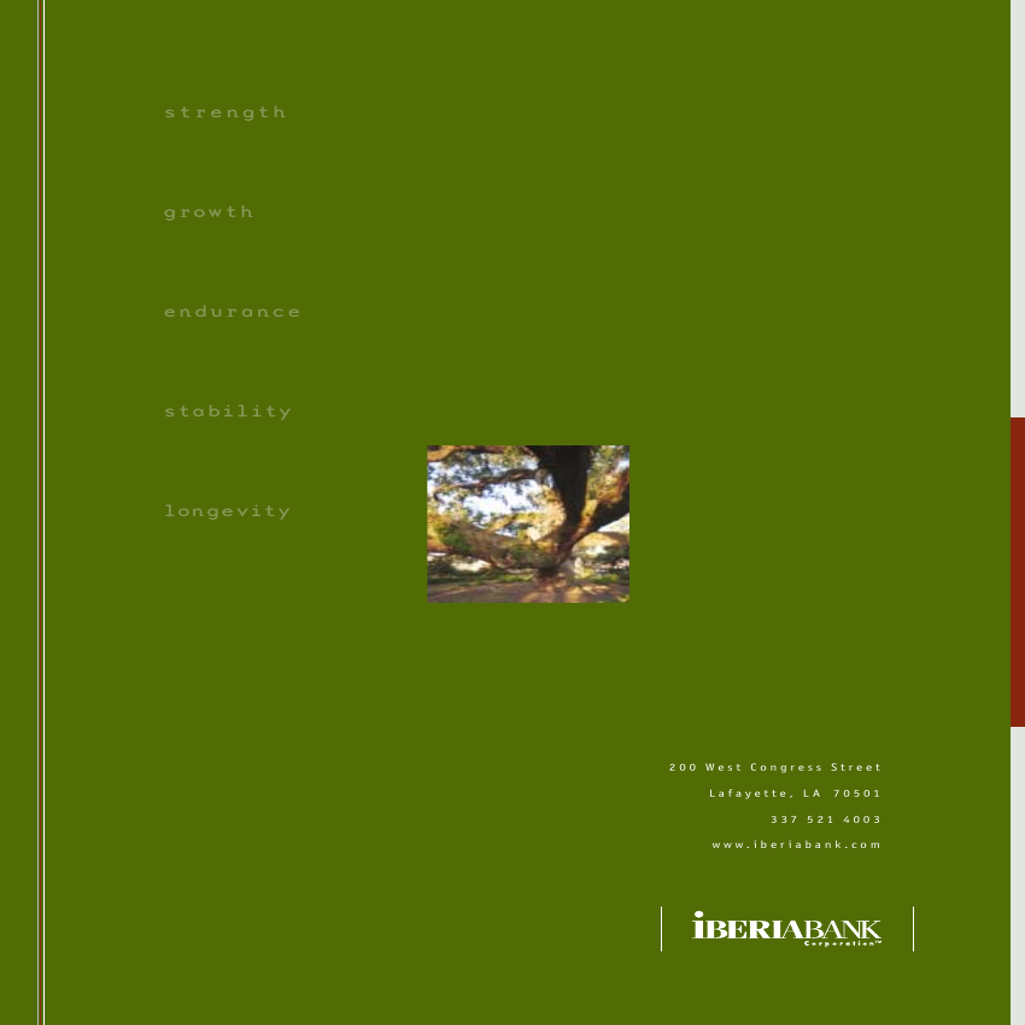 strength
growth
endurance
stability
longevity
200 West Congress Street
Lafayette, LA 70501
337 521 4003
www.iberiabank.com
iBERIABANK
Corporation™